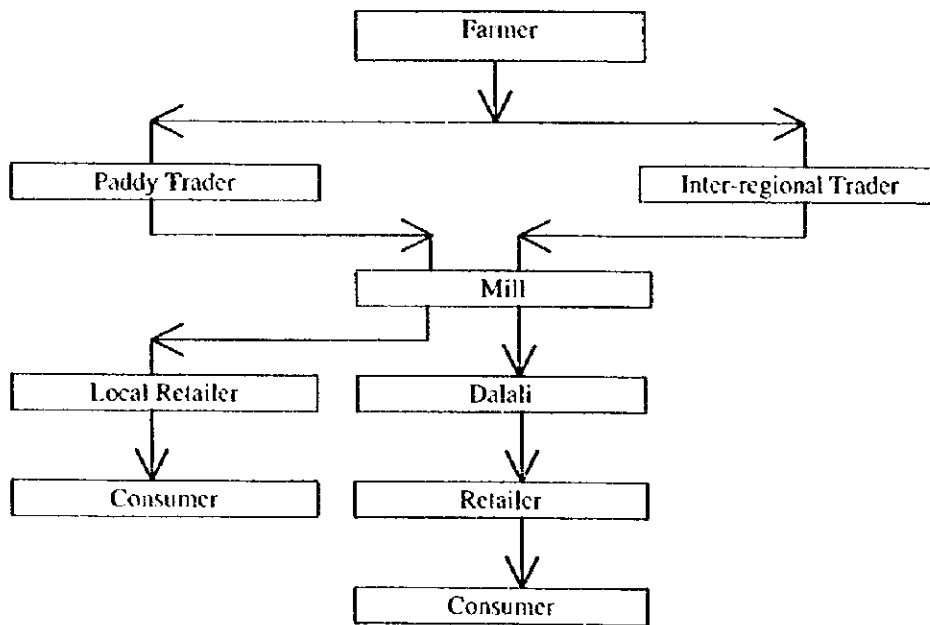 Farmer
Paddy Trader
Inter-regional Trader
Mill
Local Retailer
Dalali
Consumer
Retailer
Consumer